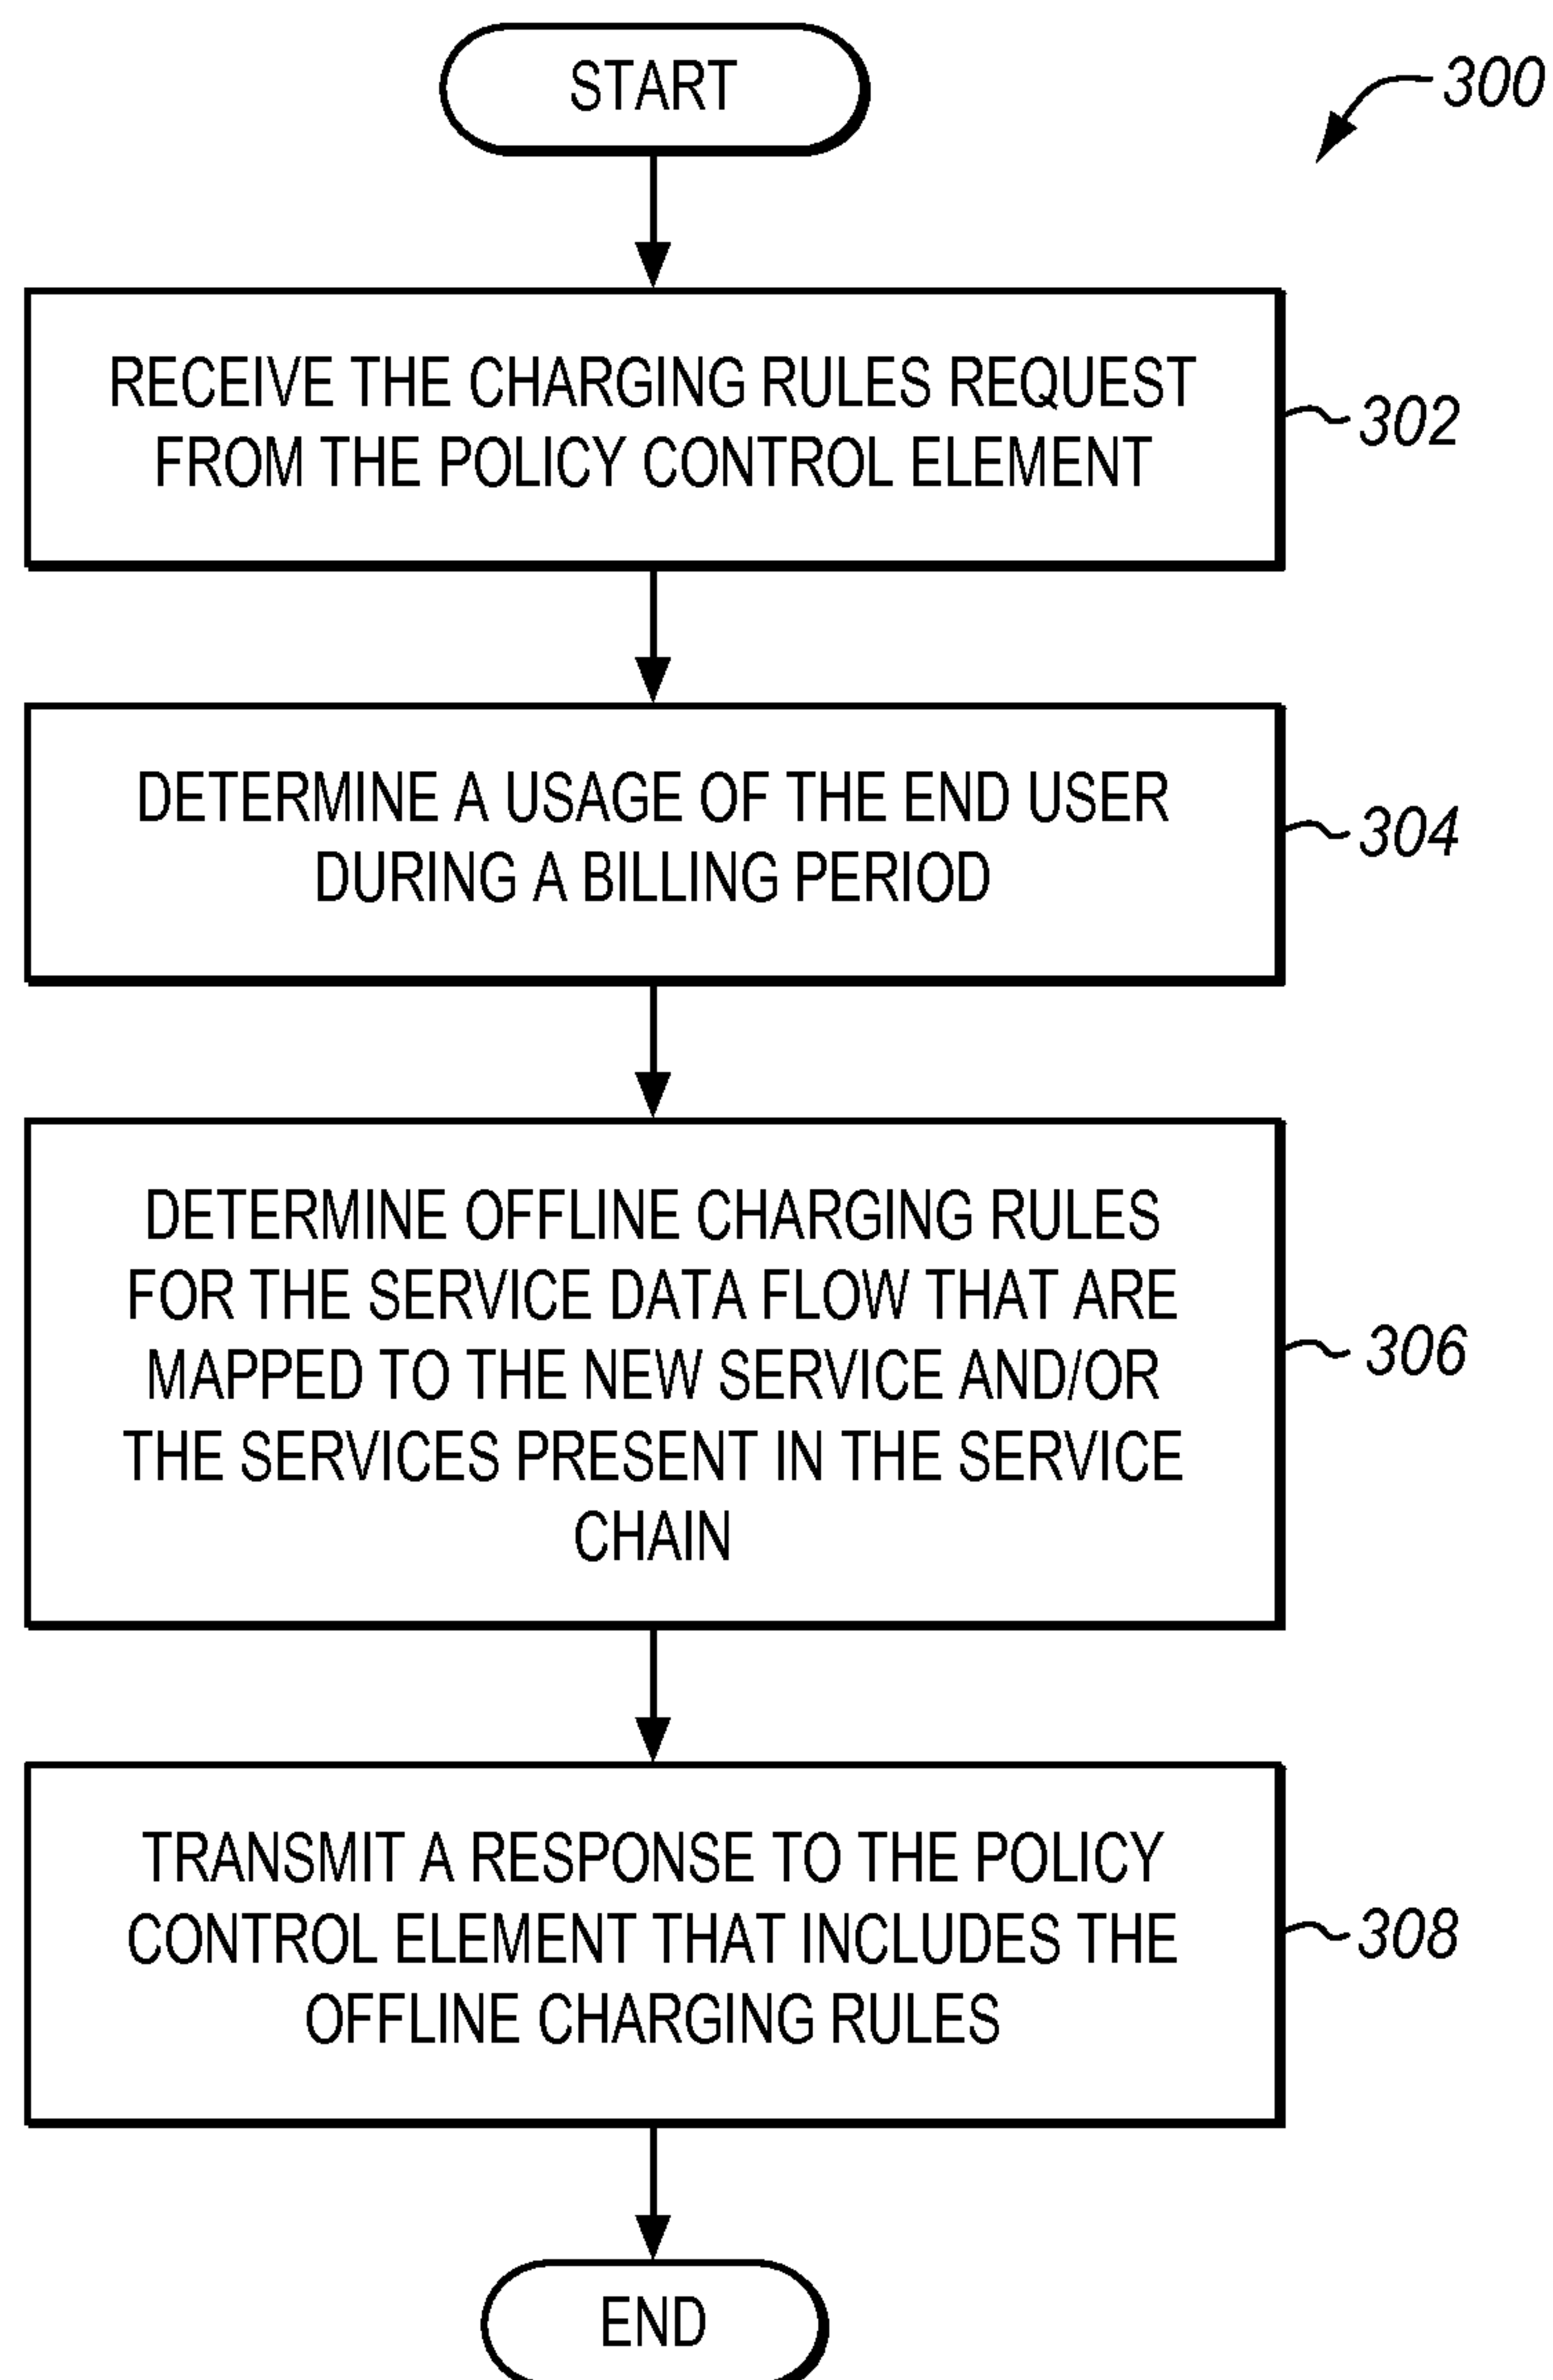 START
300
RECEIVE THE CHARGING RULES REQUEST
FROM THE POLICY CONTROL ELEMENT
302
DETERMINE A USAGE OF THE END USER
DURING A BILLING PERIOD
304
DETERMINE OFFLINE CHARGING RULES
FOR THE SERVICE DATA FLOW THAT ARE
MAPPED TO THE NEW SERVICE AND/OR
THE SERVICES PRESENT IN THE SERVICE
CHAIN
306
TRANSMIT A RESPONSE TO THE POLICY
CONTROL ELEMENT THAT INCLUDES THE
OFFLINE CHARGING RULES
308
END